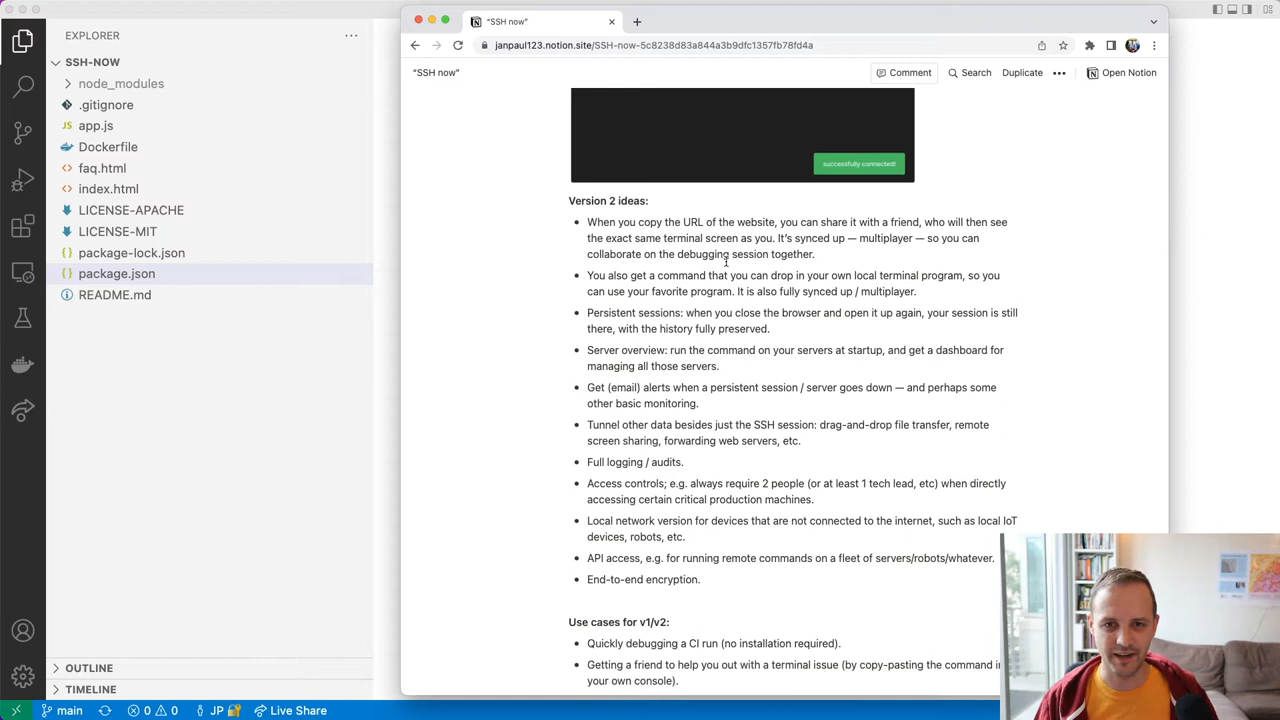 EXPLORER
SSH-NOW
node_modules
.gitignore
app.js
Dockerfile
faq.html
index.html
LICENSE-APACHE
LICENSE-MIT
package-lock.json
package.json
README.md
OUTLINE
TIMELINE
main
0
0
JP
Live Share
"SSH now"
janpaul123.notion.site/SSH-now-5c8238d83a844a3b9dfc1357fb78fd4a
"SSH now"
Comment
Search
Duplicate
Open Notion
successfully connected!
Version 2 ideas:
• When you copy the URL of the website, you can share it with a friend, who will then see
the exact same terminal screen as you. It's synced up — multiplayer — so you can
collaborate on the debugging session together.
• You also get a command that you can drop in your own local terminal program, so you
can use your favorite program. It is also fully synced up / multiplayer.
• Persistent sessions: when you close the browser and open it up again, your session is still
there, with the history fully preserved.
• Server overview: run the command on your servers at startup, and get a dashboard for
managing all those servers.
• Get (email) alerts when a persistent session / server goes down — and perhaps some
other basic monitoring.
• Tunnel other data besides just the SSH session: drag-and-drop file transfer, remote
screen sharing, forwarding web servers, etc.
• Full logging / audits.
• Access controls; e.g. always require 2 people (or at least 1 tech lead, etc) when directly
accessing certain critical production machines.
• Local network version for devices that are not connected to the internet, such as local IoT
devices, robots, etc.
• API access, e.g. for running remote commands on a fleet of servers/robots/whatever.
• End-to-end encryption.
Use cases for v1/v2:
• Quickly debugging a CI run (no installation required).
• Getting a friend to help you out with a terminal issue (by copy-pasting the command in
your own console).